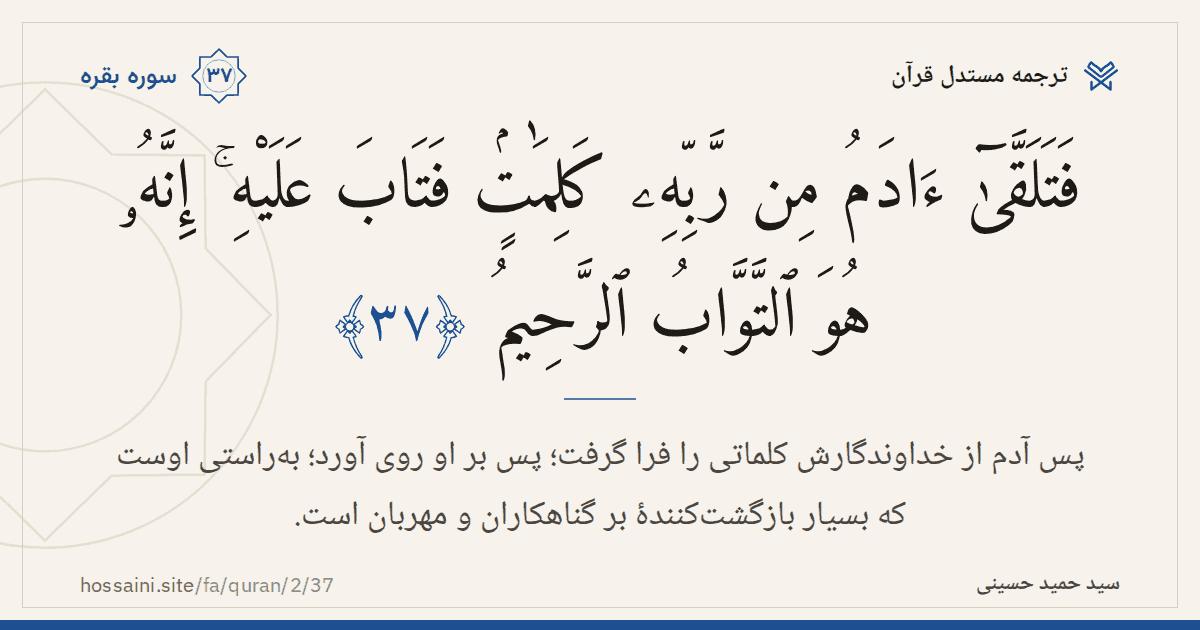 ترجمه مستدل قرآن
سوره بقره ۳۷
فَتَلَقَّىٰٓ ءَادَمُ مِن رَّبِّهِۦ كَلِمَٰتٍۢ فَتَابَ عَلَيْهِ ۚ إِنَّهُۥ
هُوَ ٱلتَّوَّابُ ٱلرَّحِيمُ ﴿۳۷﴾
پس آدم از خداوندگارش کلماتی را فرا گرفت؛ پس بر او روی آورد؛ به‌راستی اوست
که بسیار بازگشت‌کنندهٔ بر گناهکاران و مهربان است.
سید حمید حسینی
hossaini.site/fa/quran/2/37